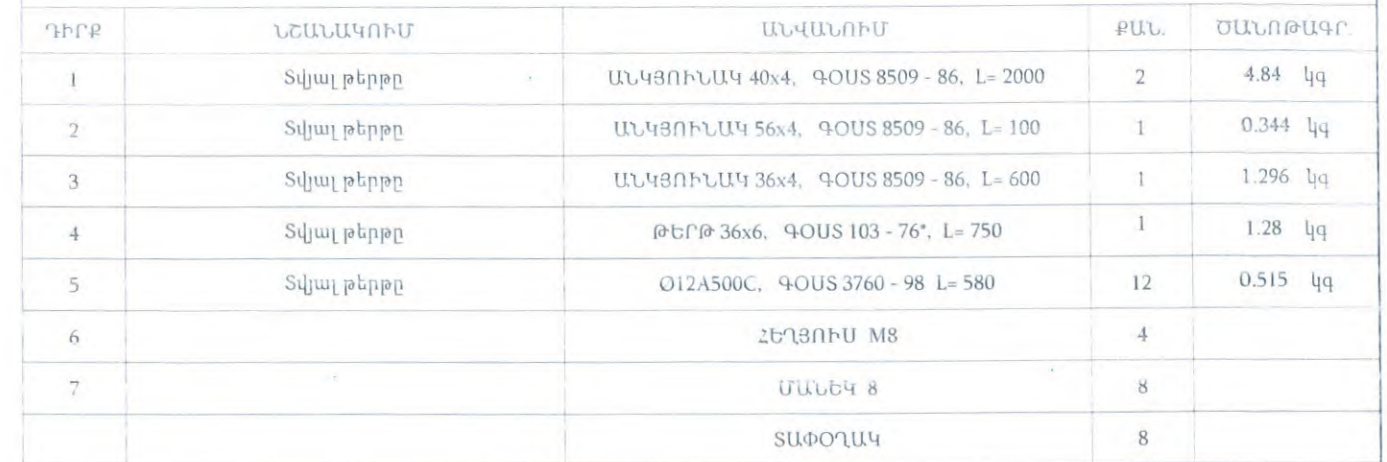 ԴԻՐՔ ՆՇԱՆԱԿՈՒՄ ԱՆՎԱՆՈՒՄ ՔԱՆ. ԾԱՆՈԹԱԳՐ.
1 Տվյալ թերթը ԱՆԿՅՈՒՆԱԿ 40x4, ԳՕՍՏ 8509 - 86, L= 2000 2 4.84 կգ
2 Տվյալ թերթը ԱՆԿՅՈՒՆԱԿ 56x4, ԳՕՍՏ 8509 - 86, L= 100 1 0.344 կգ
3 Տվյալ թերթը ԱՆԿՅՈՒՆԱԿ 36x4, ԳՕՍՏ 8509 - 86, L= 600 1 1.296 կգ
4 Տվյալ թերթը ԹԵՐԹ 36x6, ԳՕՍՏ 103 - 76*, L= 750 1 1.28 կգ
5 Տվյալ թերթը Ø12A500C, ԳՕՍՏ 3760 - 98 L= 580 12 0.515 կգ
6 ՀԵՂՅՈՒՍ M8 4
7 ՄԱՆԵԿ 8 8
ՏԱՓՕՂԱԿ 8